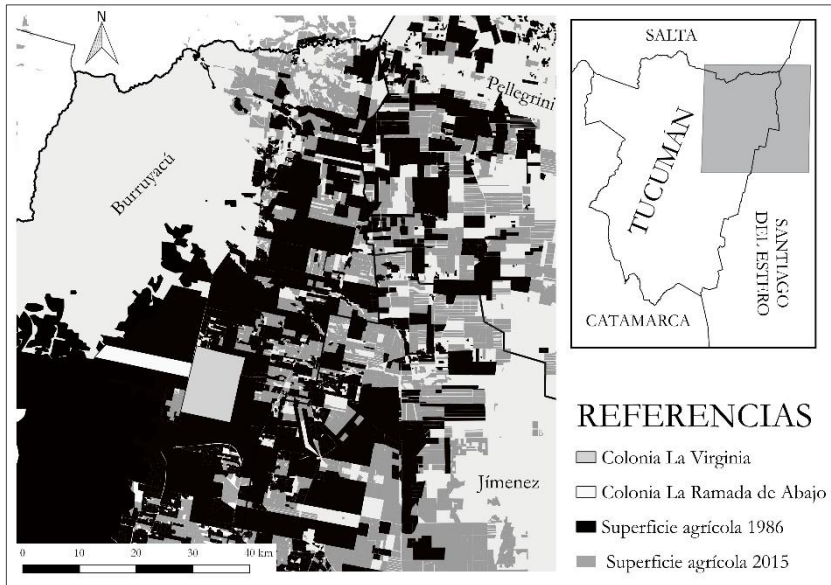 N
Burruyacú
Pellegrini
Jímenez
0 10 20 30 40 km
SALTA
TUCUMÁN
SANTIAGO
DEL ESTERO
CATAMARCA
REFERENCIAS
Colonia La Virginia
Colonia La Ramada de Abajo
Superficie agrícola 1986
Superficie agrícola 2015